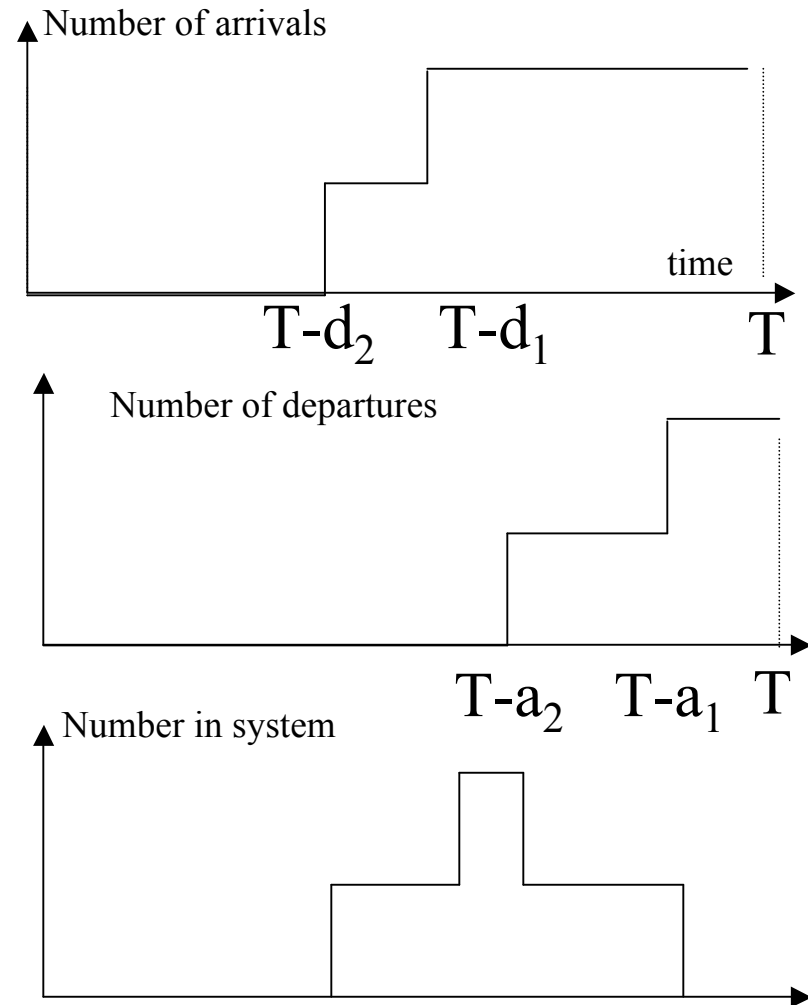 Number of arrivals
time
T-d₂ T-d₁ T
Number of departures
T-a₂ T-a₁ T
Number in system